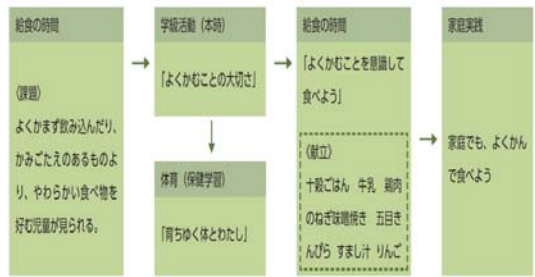 給食の時間
〈課題〉
よくかまず飲み込んだり、
かみごたえのあるものよ
り、やわらかい食べ物を
好む児童が見られる。
学級活動（本時）
「よくかむことの大切さ」
体育（保健学習）
「育ちゆく体とわたし」
給食の時間
「よくかむことを意識して
食べよう」
〈献立〉
十穀ごはん 牛乳 鶏肉
のねぎ味噌焼き 五目き
んぴら すまし汁 りんご
家庭実践
家庭でも、よくかん
で食べよう